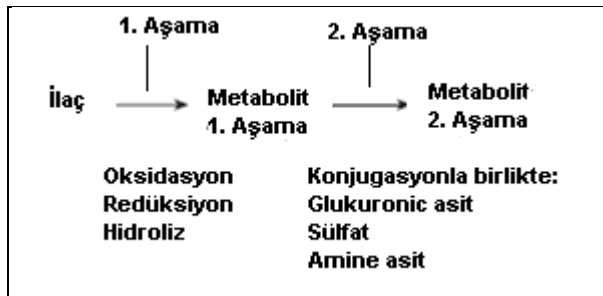 1. Aşama
2. Aşama
İlaç
Metabolit
1. Aşama
Metabolit
2. Aşama
Oksidasyon
Redüksiyon
Hidroliz
Konjugasyonla birlikte:
Glukuronic asit
Sülfat
Amine asit